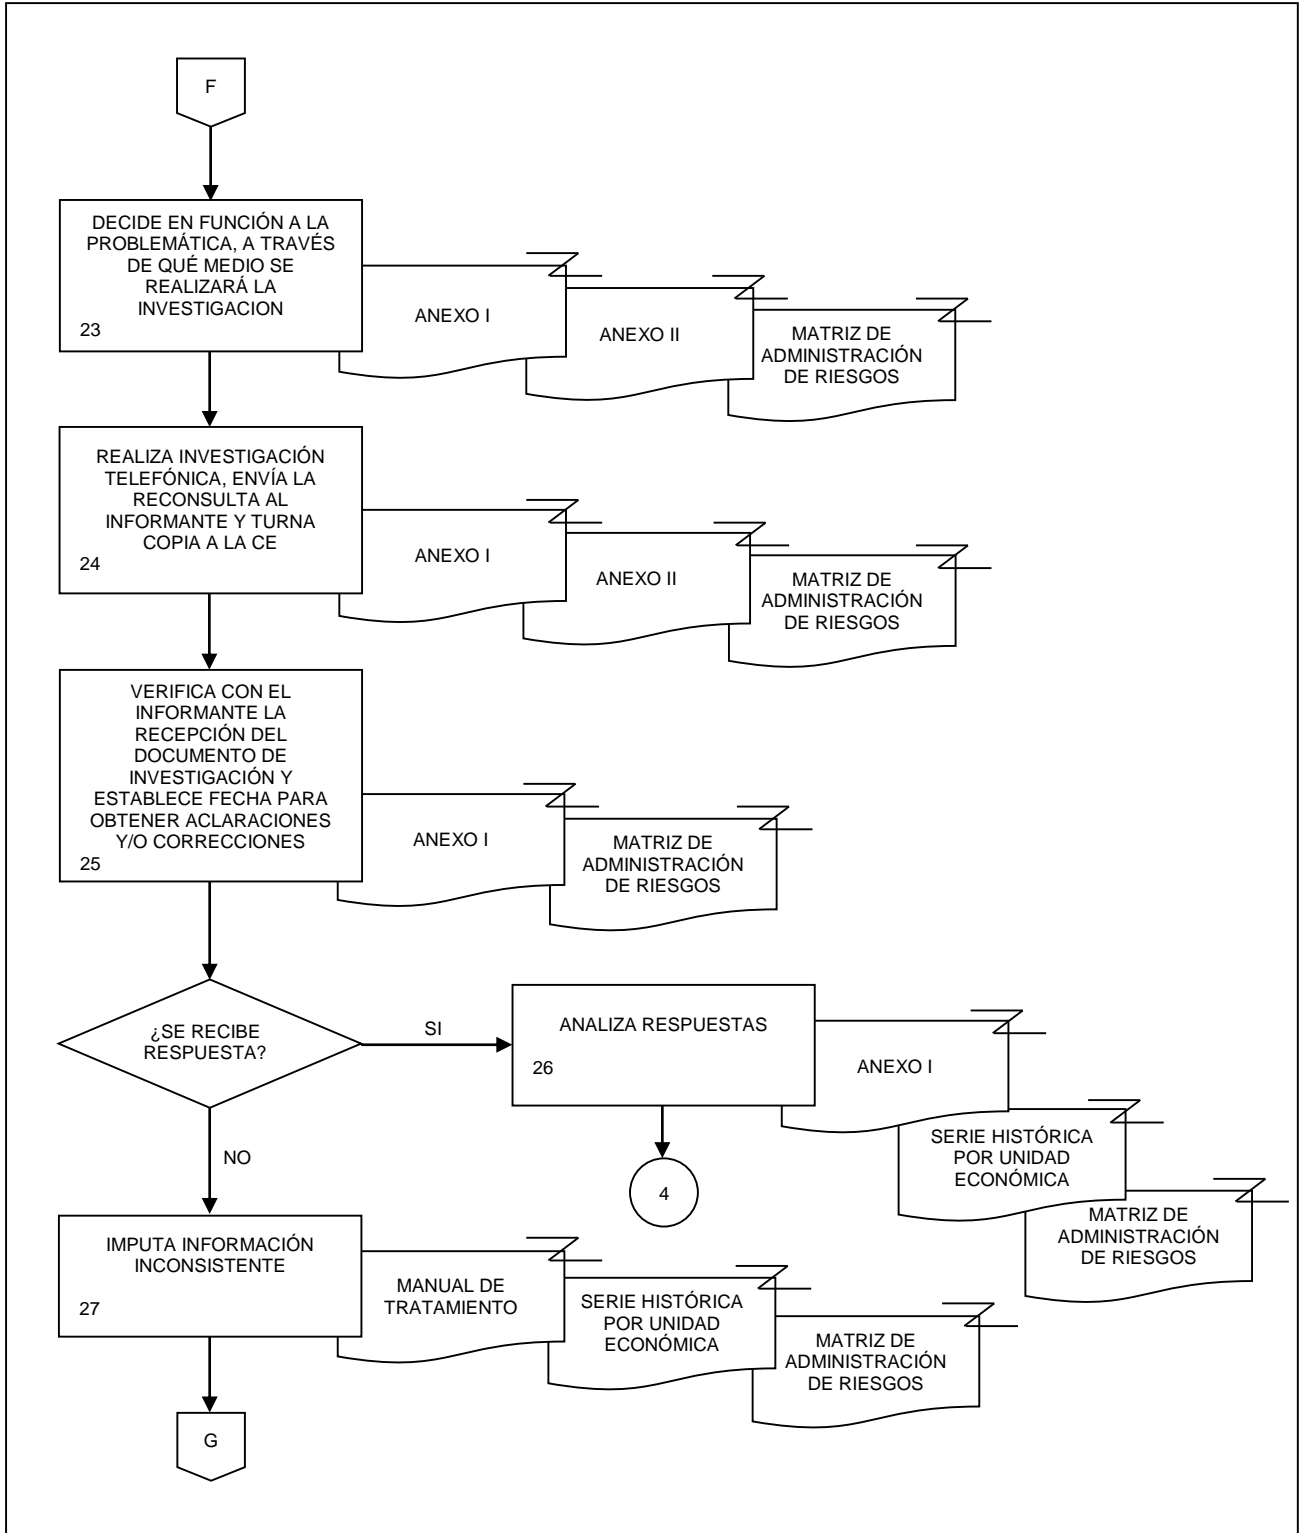 F
DECIDE EN FUNCIÓN A LA
PROBLEMÁTICA, A TRAVÉS
DE QUÉ MEDIO SE
REALIZARÁ LA
INVESTIGACION
23
ANEXO I
ANEXO II
MATRIZ DE
ADMINISTRACIÓN
DE RIESGOS
REALIZA INVESTIGACIÓN
TELEFÓNICA, ENVÍA LA
RECONSULTA AL
INFORMANTE Y TURNA
COPIA A LA CE
24
ANEXO I
ANEXO II
MATRIZ DE
ADMINISTRACIÓN
DE RIESGOS
VERIFICA CON EL
INFORMANTE LA
RECEPCIÓN DEL
DOCUMENTO DE
INVESTIGACIÓN Y
ESTABLECE FECHA PARA
OBTENER ACLARACIONES
Y/O CORRECCIONES
25
ANEXO I
MATRIZ DE
ADMINISTRACIÓN
DE RIESGOS
¿SE RECIBE
RESPUESTA?
SI
ANALIZA RESPUESTAS
26
ANEXO I
SERIE HISTÓRICA
POR UNIDAD
ECONÓMICA
MATRIZ DE
ADMINISTRACIÓN
DE RIESGOS
4
NO
IMPUTA INFORMACIÓN
INCONSISTENTE
27
MANUAL DE
TRATAMIENTO
SERIE HISTÓRICA
POR UNIDAD
ECONÓMICA
MATRIZ DE
ADMINISTRACIÓN
DE RIESGOS
G